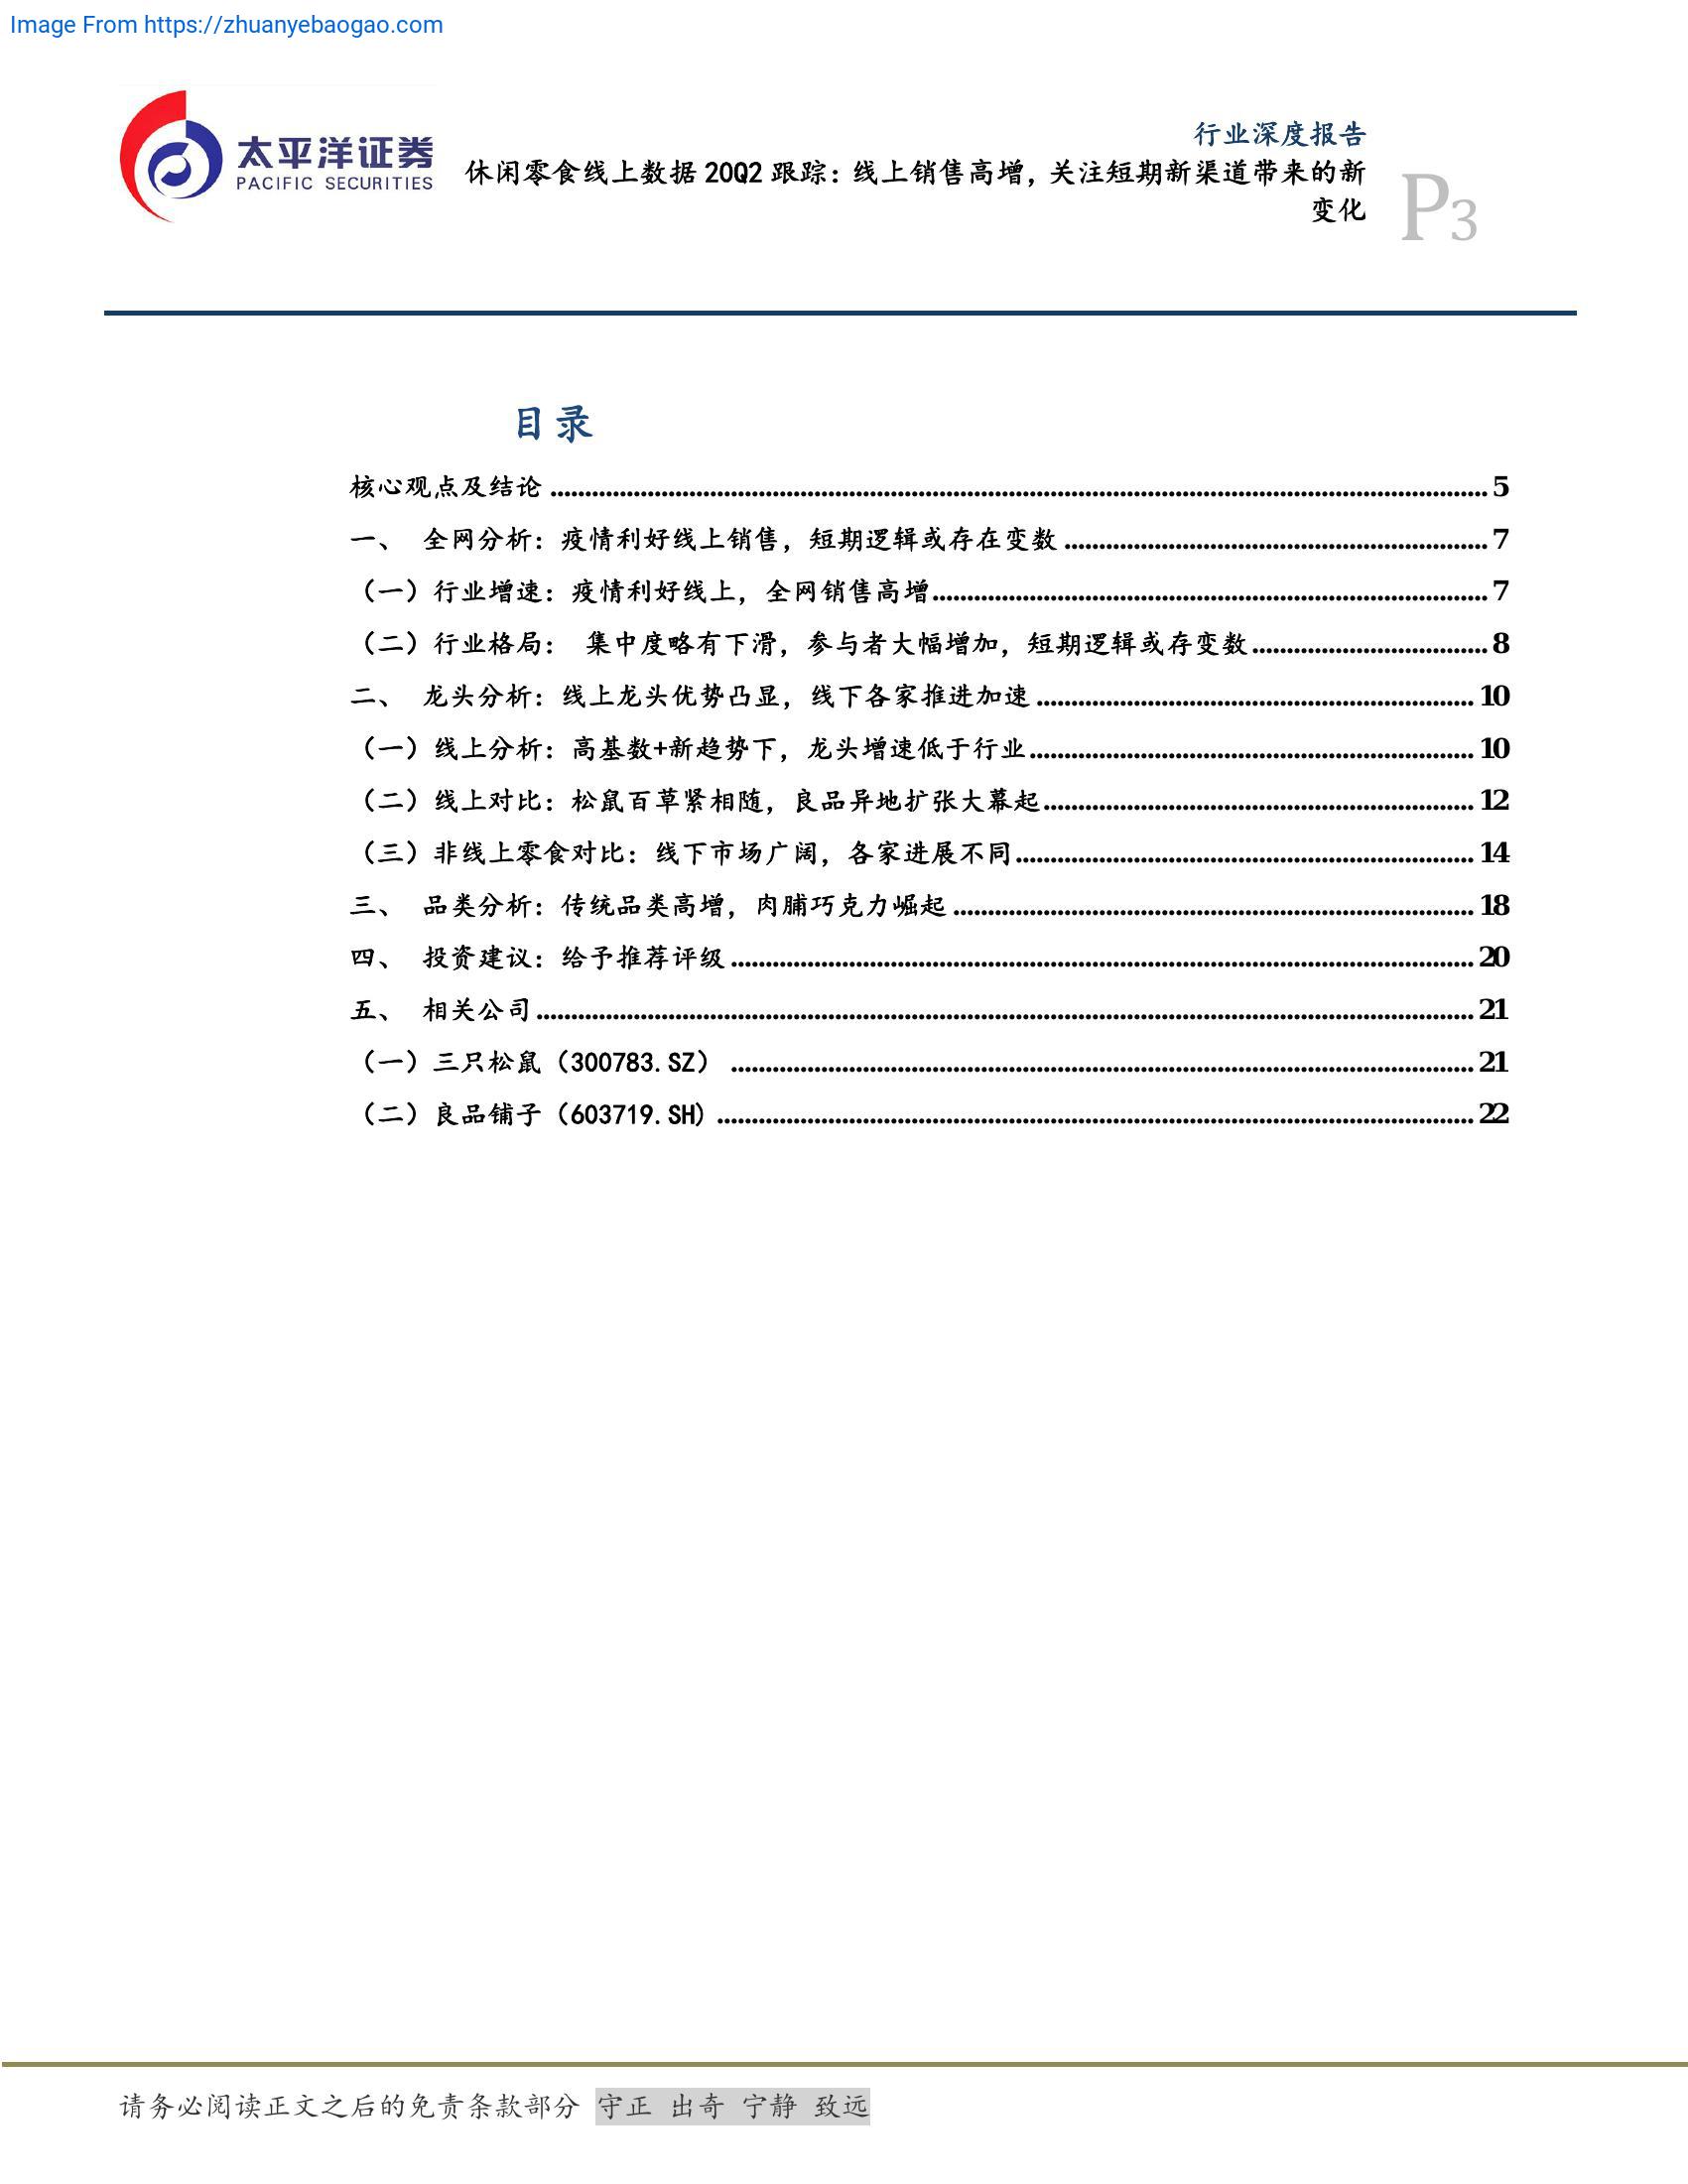 Image From https://zhuanyebaogao.com
太平洋证券
PACIFIC SECURITIES
行业深度报告
休闲零食线上数据 20Q2 跟踪：线上销售高增，关注短期新渠道带来的新
变化
P3
目录
核心观点及结论 5
一、 全网分析：疫情利好线上销售，短期逻辑或存在变数 7
（一）行业增速：疫情利好线上，全网销售高增 7
（二）行业格局： 集中度略有下滑，参与者大幅增加，短期逻辑或存变数 8
二、 龙头分析：线上龙头优势凸显，线下各家推进加速 10
（一）线上分析：高基数+新趋势下，龙头增速低于行业 10
（二）线上对比：松鼠百草紧相随，良品异地扩张大幕起 12
（三）非线上零食对比：线下市场广阔，各家进展不同 14
三、 品类分析：传统品类高增，肉脯巧克力崛起 18
四、 投资建议：给予推荐评级 20
五、 相关公司 21
（一）三只松鼠（300783.SZ） 21
（二）良品铺子（603719.SH) 22
请务必阅读正文之后的免责条款部分 守正 出奇 宁静 致远